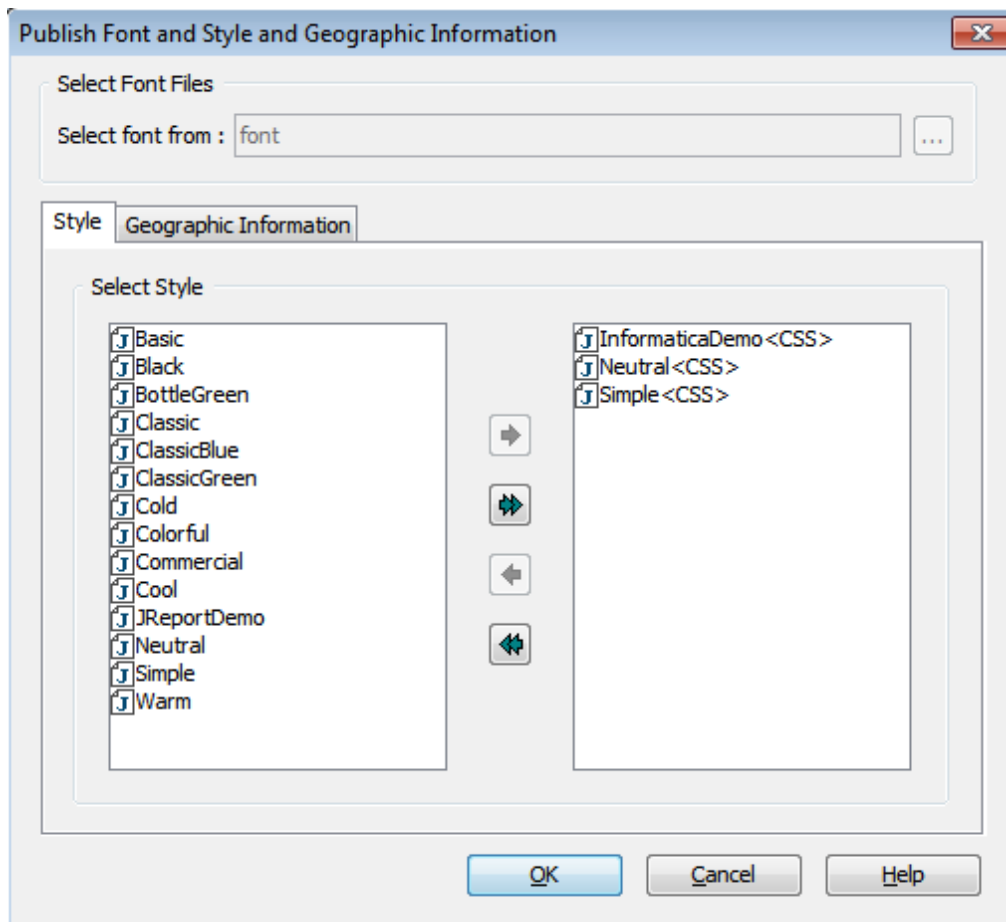 Publish Font and Style and Geographic Information
Select Font Files
Select font from : font ...
Style Geographic Information
Select Style
Basic
Black
BottleGreen
Classic
ClassicBlue
ClassicGreen
Cold
Colorful
Commercial
Cool
JReportDemo
Neutral
Simple
Warm
InformaticaDemo<CSS>
Neutral<CSS>
Simple<CSS>
OK Cancel Help